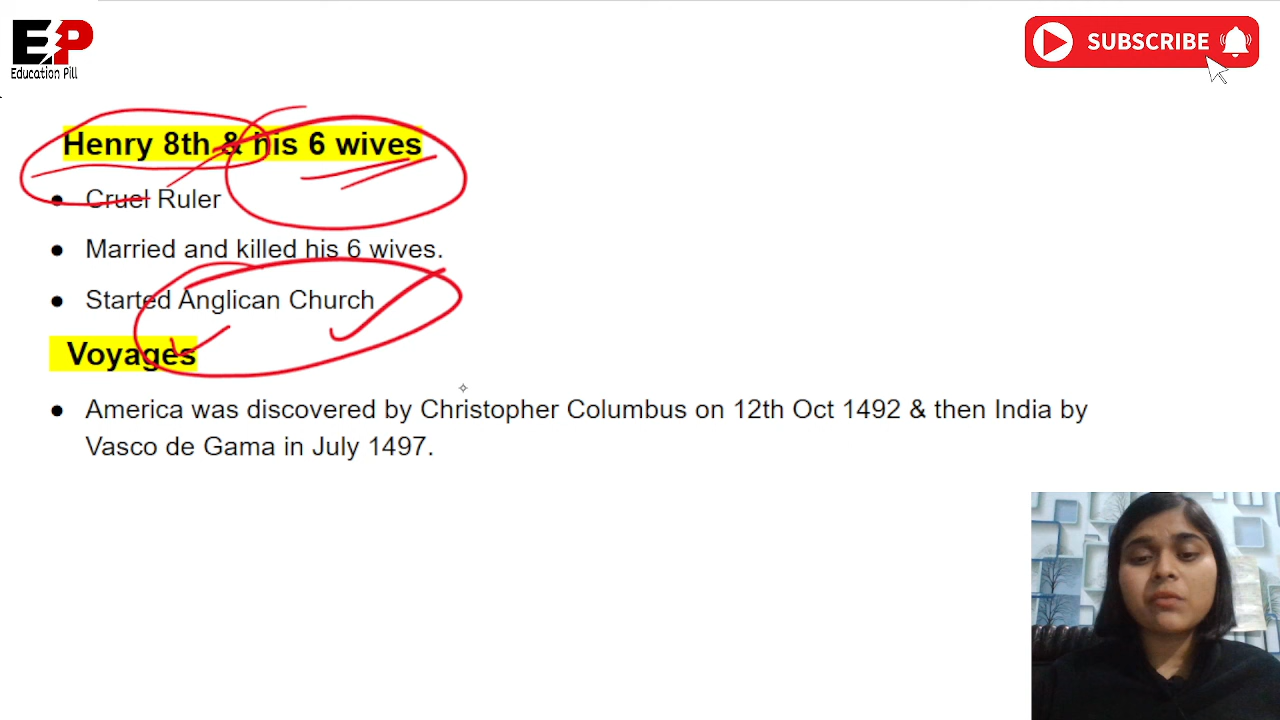 EP
Education Pill
SUBSCRIBE
Henry 8th & his 6 wives
● Cruel Ruler
● Married and killed his 6 wives.
● Started Anglican Church
Voyages
● America was discovered by Christopher Columbus on 12th Oct 1492 & then India by
Vasco de Gama in July 1497.